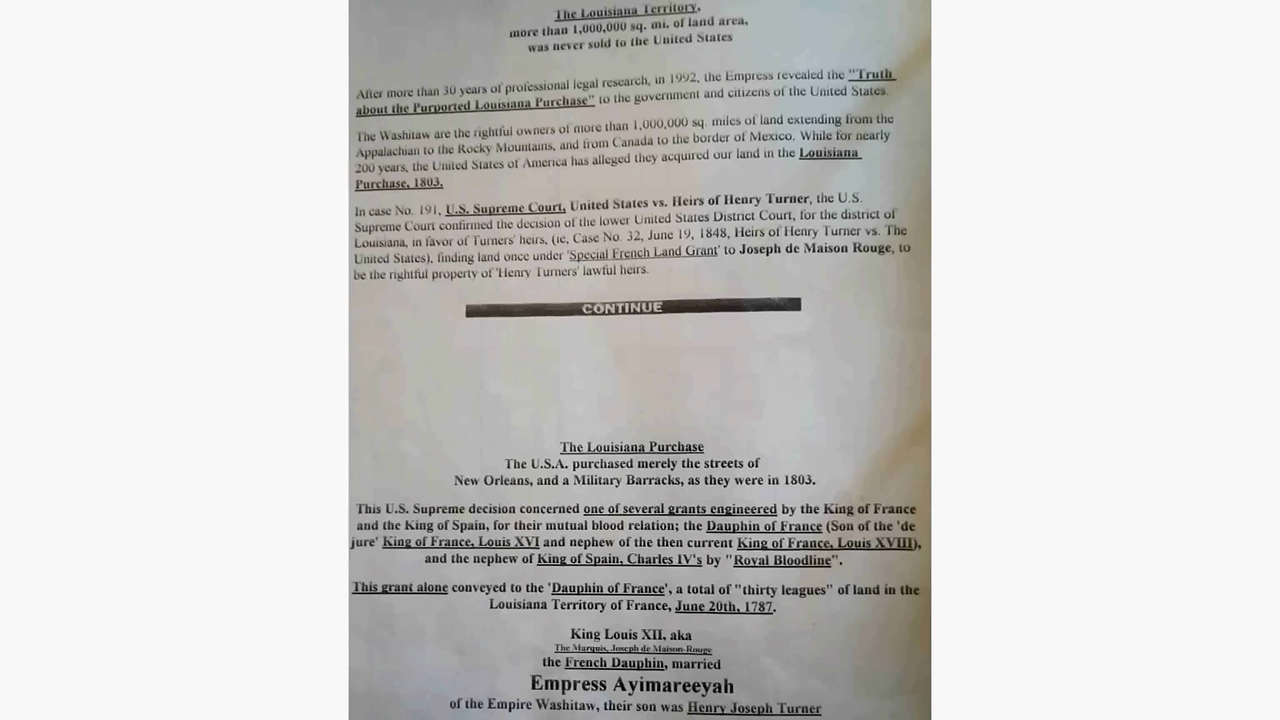 The Louisiana Territory,
more than 1,000,000 sq. mi. of land area,
was never sold to the United States
After more than 30 years of professional legal research, in 1992, the Empress revealed the "Truth
about the Purported Louisiana Purchase" to the government and citizens of the United States.
The Washitaw are the rightful owners of more than 1,000,000 sq. miles of land extending from the
Appalachian to the Rocky Mountains, and from Canada to the border of Mexico. While for nearly
200 years, the United States of America has alleged they acquired our land in the Louisiana
Purchase, 1803.
In case No. 191, U.S. Supreme Court, United States vs. Heirs of Henry Turner, the U.S.
Supreme Court confirmed the decision of the lower United States District Court, for the district of
Louisiana, in favor of Turners' heirs, (ie, Case No. 32, June 19, 1848, Heirs of Henry Turner vs. The
United States), finding land once under 'Special French Land Grant' to Joseph de Maison Rouge, to
be the rightful property of 'Henry Turners' lawful heirs.
CONTINUE
The Louisiana Purchase
The U.S.A. purchased merely the streets of
New Orleans, and a Military Barracks, as they were in 1803.
This U.S. Supreme decision concerned one of several grants engineered by the King of France
and the King of Spain, for their mutual blood relation; the Dauphin of France (Son of the 'de
jure' King of France, Louis XVI and nephew of the then current King of France, Louis XVIII),
and the nephew of King of Spain, Charles IV's by "Royal Bloodline".
This grant alone conveyed to the 'Dauphin of France', a total of "thirty leagues" of land in the
Louisiana Territory of France, June 20th, 1787.
King Louis XII, aka
The Marquis, Joseph de Maison-Rouge
the French Dauphin, married
Empress Ayimareeyah
of the Empire Washitaw, their son was Henry Joseph Turner